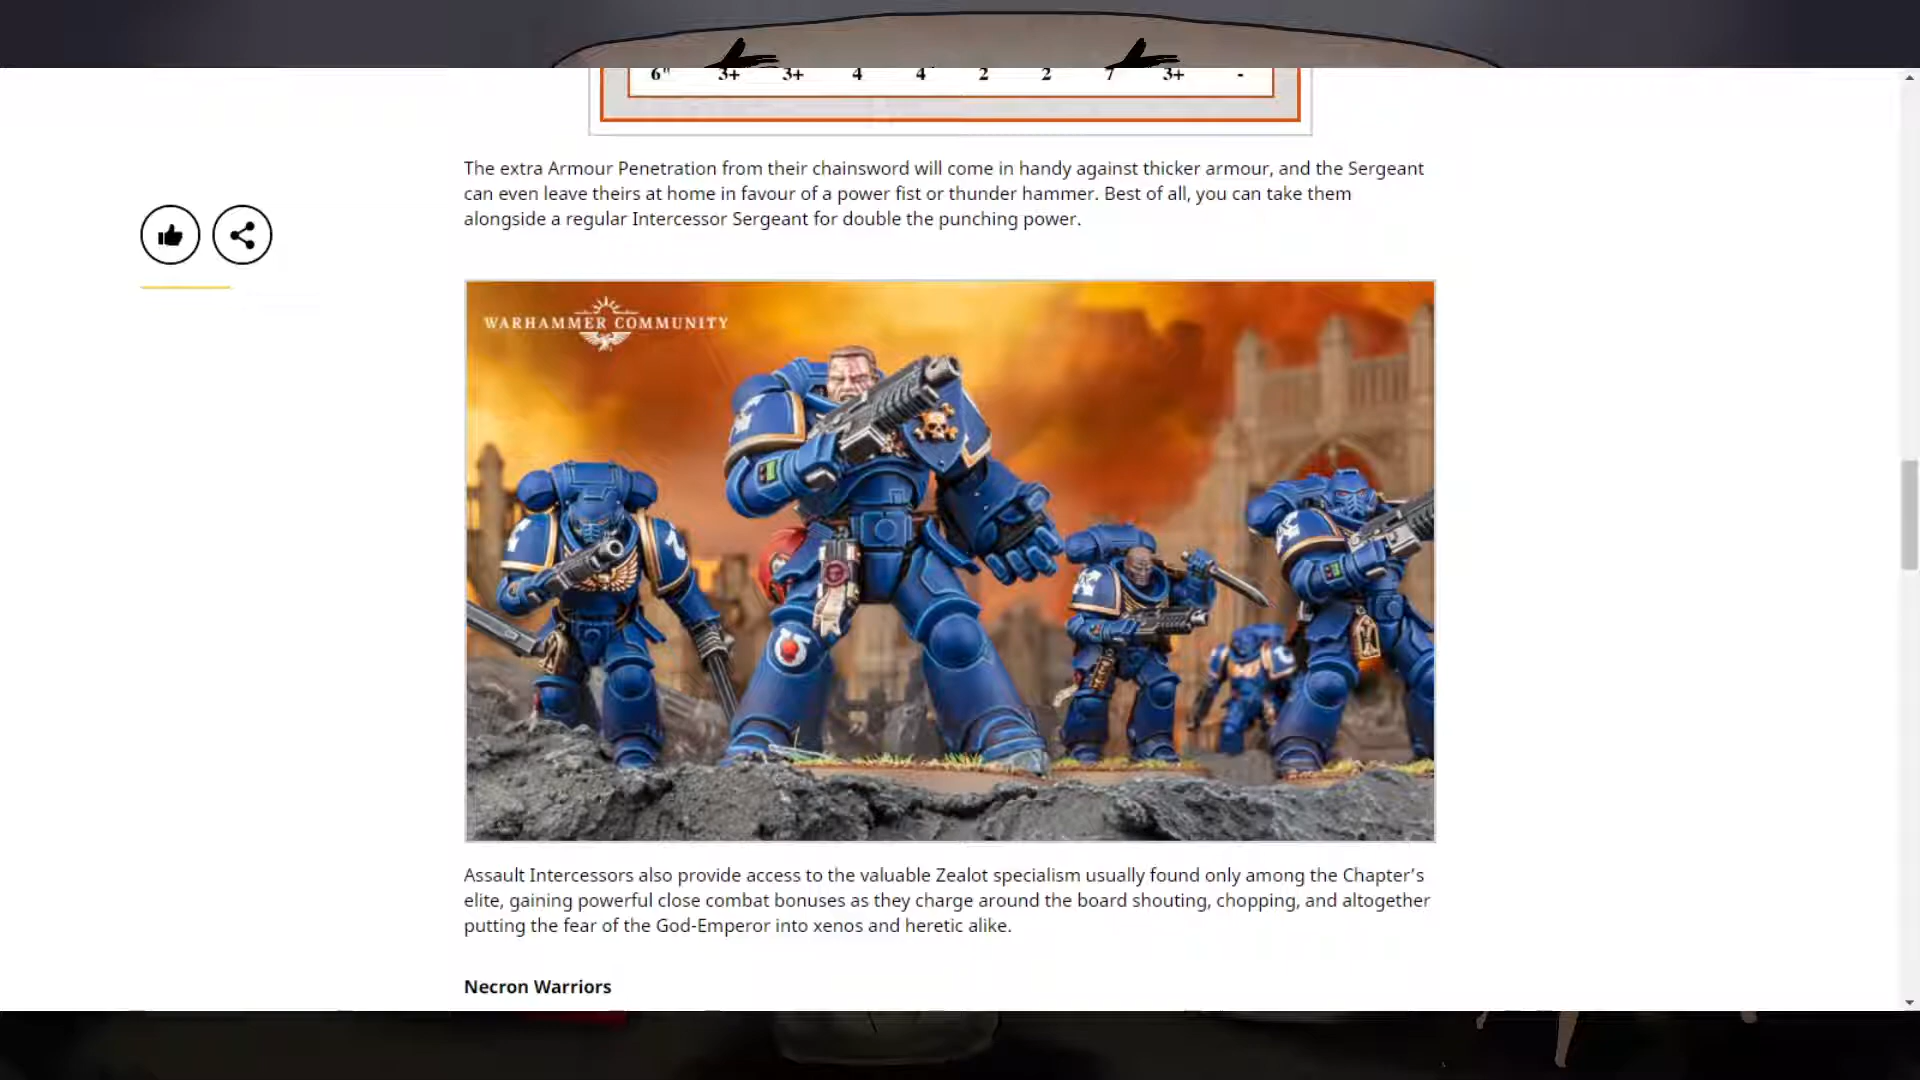 6" 3+ 3+ 4 4 2 2 7 3+ -
The extra Armour Penetration from their chainsword will come in handy against thicker armour, and the Sergeant
can even leave theirs at home in favour of a power fist or thunder hammer. Best of all, you can take them
alongside a regular Intercessor Sergeant for double the punching power.
WARHAMMER COMMUNITY
Assault Intercessors also provide access to the valuable Zealot specialism usually found only among the Chapter’s
elite, gaining powerful close combat bonuses as they charge around the board shouting, chopping, and altogether
putting the fear of the God-Emperor into xenos and heretic alike.
Necron Warriors